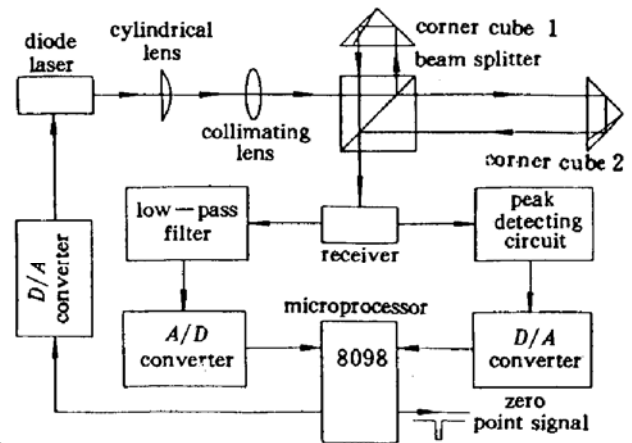 diode
laser
cylindrical
lens
collimating
lens
corner cube 1
beam splitter
corner cube 2
low—pass
filter
receiver
peak
detecting
circuit
D/A
converter
A/D
converter
microprocessor
8098
D/A
converter
zero
point signal